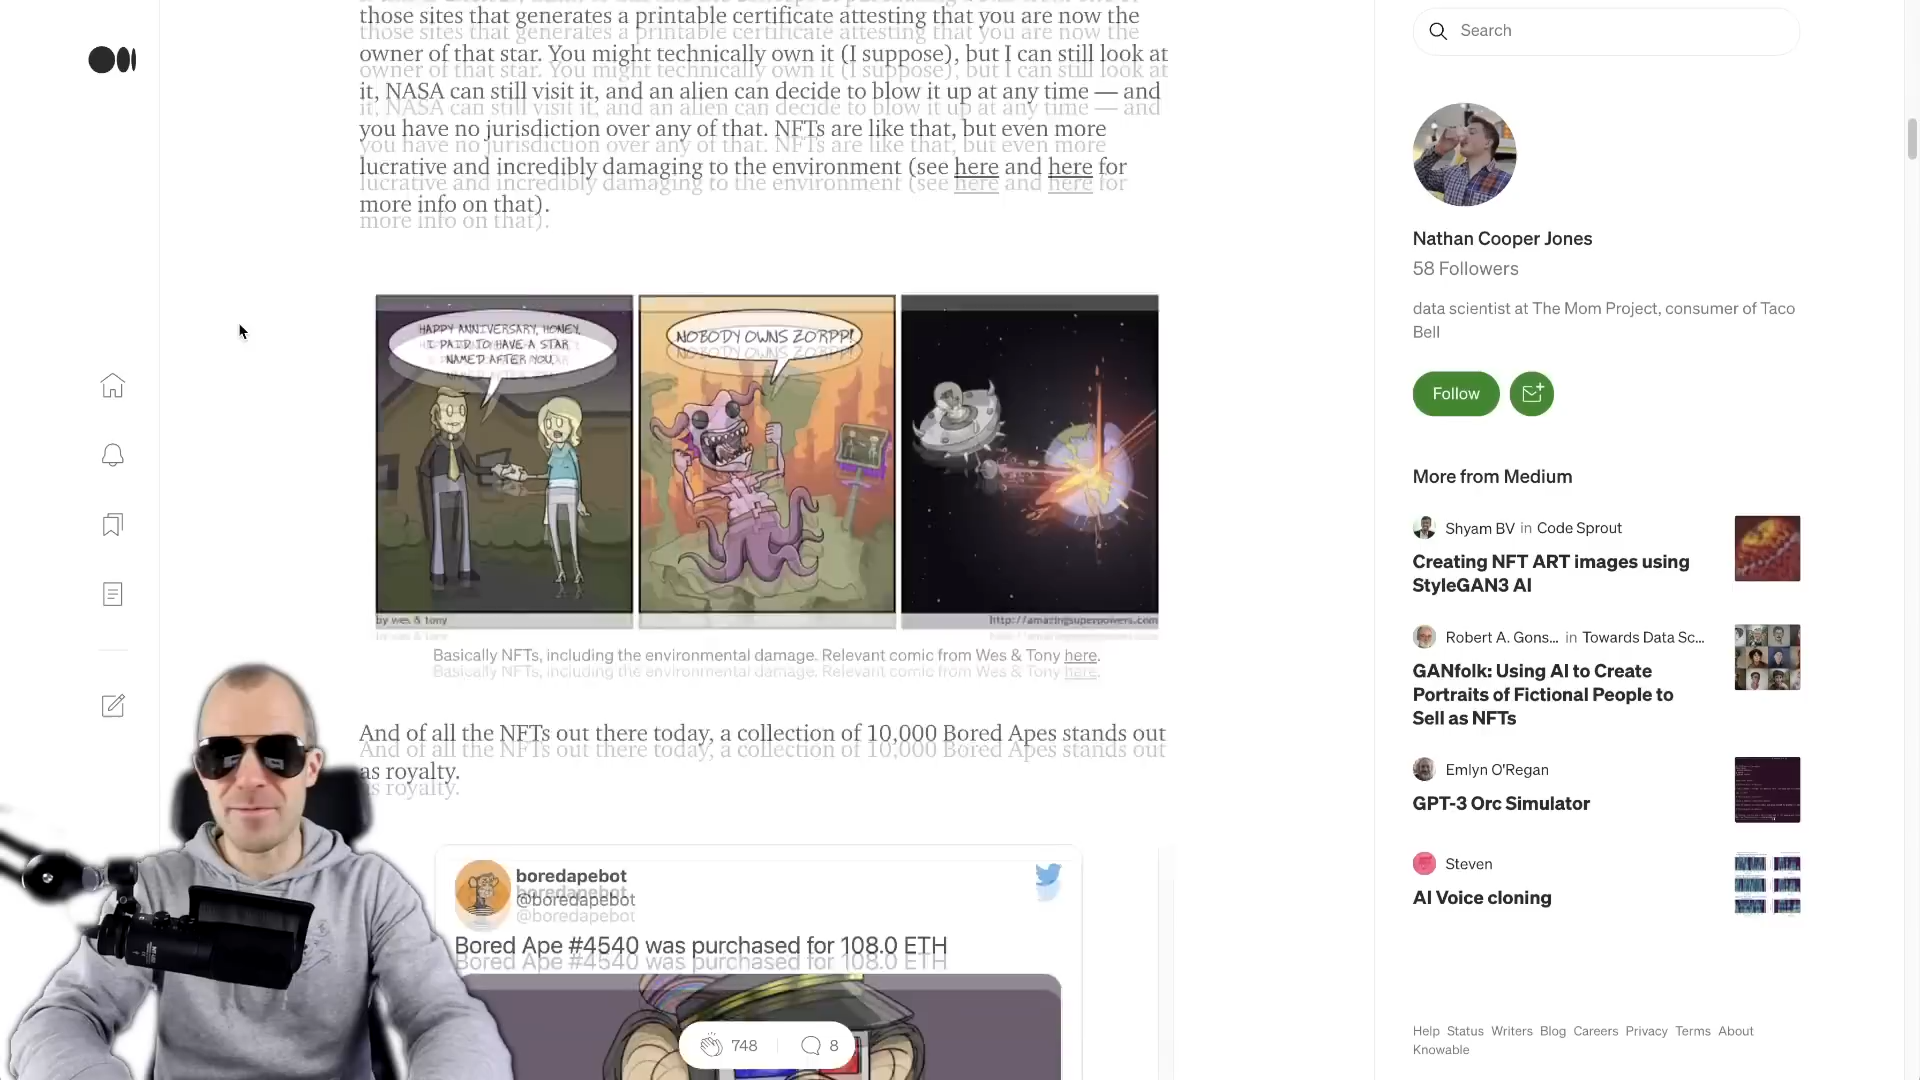 those sites that generates a printable certificate attesting that you are now the
owner of that star. You might technically own it (I suppose), but I can still look at
it, NASA can still visit it, and an alien can decide to blow it up at any time — and
you have no jurisdiction over any of that. NFTs are like that, but even more
lucrative and incredibly damaging to the environment (see here and here for
more info on that).
HAPPY ANNIVERSARY, HONEY.
I PAID TO HAVE A STAR
NAMED AFTER YOU.
NOBODY OWNS ZORPP!
by wes & tony
http://amazingsuperpowers.com
Basically NFTs, including the environmental damage. Relevant comic from Wes & Tony here.
And of all the NFTs out there today, a collection of 10,000 Bored Apes stands out
as royalty.
boredapebot
@boredapebot
Bored Ape #4540 was purchased for 108.0 ETH
748
8
Search
Nathan Cooper Jones
58 Followers
data scientist at The Mom Project, consumer of Taco
Bell
Follow
More from Medium
Shyam BV in Code Sprout
Creating NFT ART images using
StyleGAN3 AI
Robert A. Gons... in Towards Data Sc...
GANfolk: Using AI to Create
Portraits of Fictional People to
Sell as NFTs
Emlyn O'Regan
GPT-3 Orc Simulator
Steven
AI Voice cloning
Help Status Writers Blog Careers Privacy Terms About
Knowable